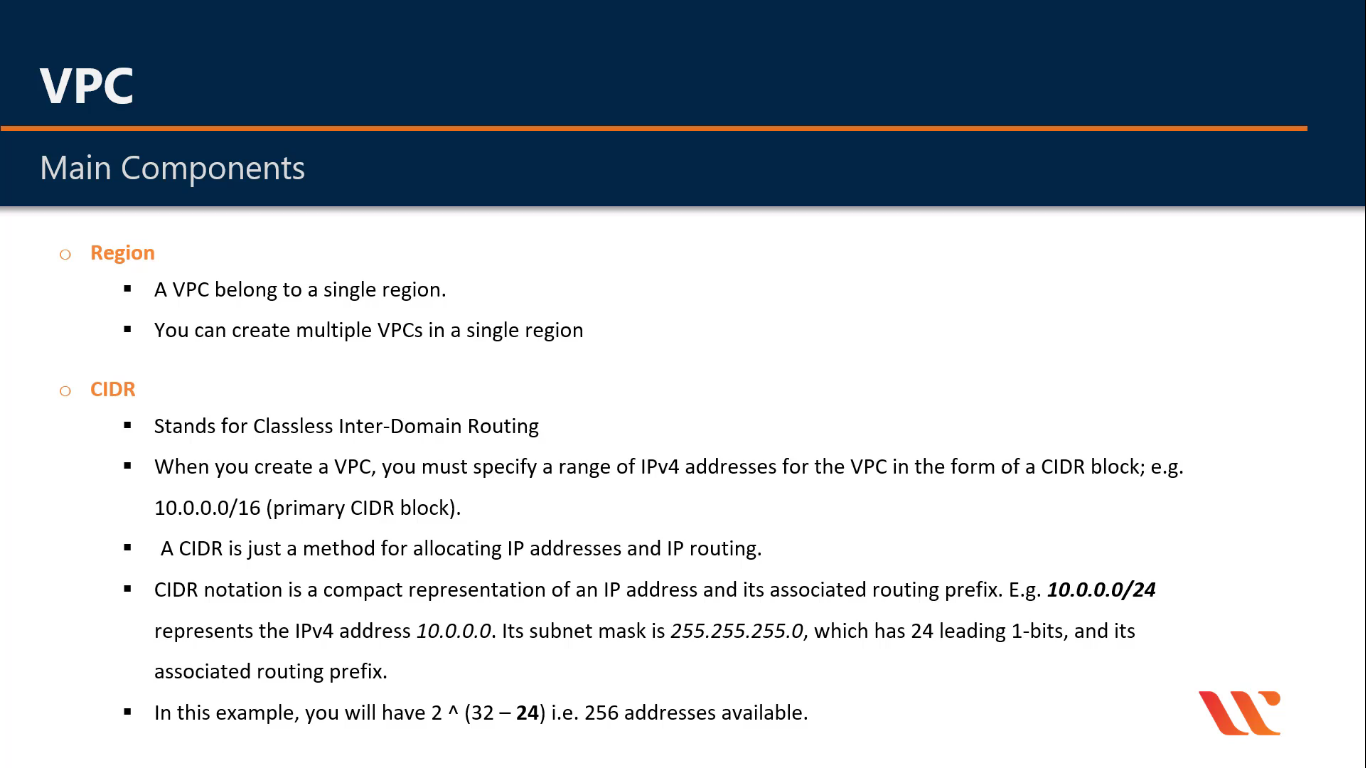 VPC
Main Components
Region
A VPC belong to a single region.
You can create multiple VPCs in a single region
CIDR
Stands for Classless Inter-Domain Routing
When you create a VPC, you must specify a range of IPv4 addresses for the VPC in the form of a CIDR block; e.g.
10.0.0.0/16 (primary CIDR block).
A CIDR is just a method for allocating IP addresses and IP routing.
CIDR notation is a compact representation of an IP address and its associated routing prefix. E.g. 10.0.0.0/24
represents the IPv4 address 10.0.0.0. Its subnet mask is 255.255.255.0, which has 24 leading 1-bits, and its
associated routing prefix.
In this example, you will have 2 ^ (32 – 24) i.e. 256 addresses available.